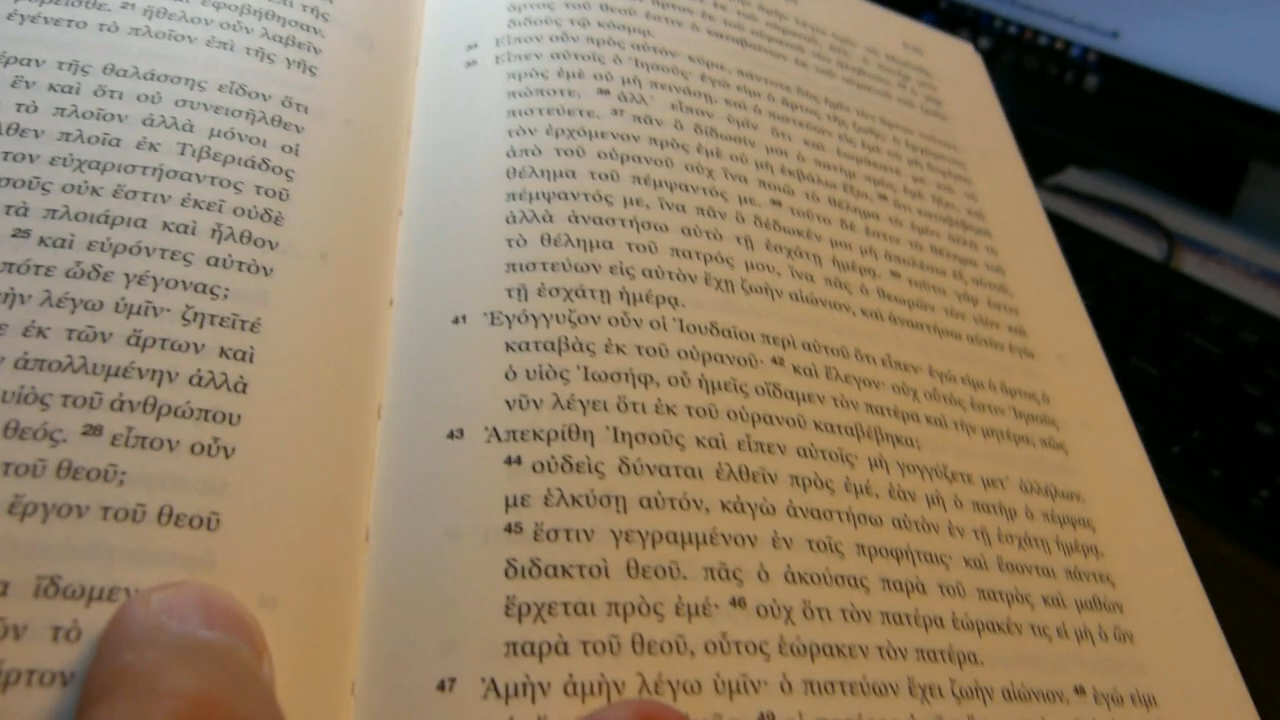 ἐφοβήθησαν.
21 ἤθελον οὖν λαβεῖν
ἐγένετο τὸ πλοῖον ἐπὶ τῆς γῆς
τῆς θαλάσσης εἶδον ὅτι
ἓν καὶ ὅτι οὐ συνεισῆλθεν
τὸ πλοῖον ἀλλὰ μόνοι οἱ
πλοῖα ἐκ Τιβεριάδος
εὐχαριστήσαντος τοῦ
οὐκ ἔστιν ἐκεῖ οὐδὲ
τὰ πλοιάρια καὶ ἦλθον
25 καὶ εὑρόντες αὐτὸν
πότε ὧδε γέγονας;
λέγω ὑμῖν· ζητεῖτέ
ἐκ τῶν ἄρτων καὶ
ἀπολλυμένην ἀλλὰ
υἱὸς τοῦ ἀνθρώπου
θεός. 28 εἶπον οὖν
τοῦ θεοῦ;
ἔργον τοῦ θεοῦ
ἴδωμεν
τὸ
διδοὺς τῷ κόσμῳ.
34 Εἶπον οὖν πρὸς αὐτόν· κύριε, πάντοτε δὸς ἡμῖν τὸν ἄρτον τοῦτον.
35 Εἶπεν αὐτοῖς ὁ Ἰησοῦς· ἐγώ εἰμι ὁ ἄρτος τῆς ζωῆς· ὁ ἐρχόμενος
πρὸς ἐμὲ οὐ μὴ πεινάσῃ, καὶ ὁ πιστεύων εἰς ἐμὲ οὐ μὴ διψήσει
πώποτε. 36 ἀλλ᾽ εἶπον ὑμῖν ὅτι καὶ ἑωράκατέ με καὶ οὐ
πιστεύετε. 37 πᾶν ὃ δίδωσίν μοι ὁ πατὴρ πρὸς ἐμὲ ἥξει, καὶ
τὸν ἐρχόμενον πρὸς ἐμὲ οὐ μὴ ἐκβάλω ἔξω, 38 ὅτι καταβέβηκα
ἀπὸ τοῦ οὐρανοῦ οὐχ ἵνα ποιῶ τὸ θέλημα τὸ ἐμὸν ἀλλὰ τὸ
θέλημα τοῦ πέμψαντός με. 39 τοῦτο δέ ἐστιν τὸ θέλημα τοῦ
πέμψαντός με, ἵνα πᾶν ὃ δέδωκέν μοι μὴ ἀπολέσω ἐξ αὐτοῦ,
ἀλλὰ ἀναστήσω αὐτὸ τῇ ἐσχάτῃ ἡμέρᾳ. 40 τοῦτο γάρ ἐστιν
τὸ θέλημα τοῦ πατρός μου, ἵνα πᾶς ὁ θεωρῶν τὸν υἱὸν καὶ
πιστεύων εἰς αὐτὸν ἔχῃ ζωὴν αἰώνιον, καὶ ἀναστήσω αὐτὸν ἐγὼ
τῇ ἐσχάτῃ ἡμέρᾳ.
41 Ἐγόγγυζον οὖν οἱ Ἰουδαῖοι περὶ αὐτοῦ ὅτι εἶπεν· ἐγώ εἰμι ὁ ἄρτος ὁ
καταβὰς ἐκ τοῦ οὐρανοῦ· 42 καὶ ἔλεγον· οὐχ οὗτός ἐστιν Ἰησοῦς
ὁ υἱὸς Ἰωσήφ, οὗ ἡμεῖς οἴδαμεν τὸν πατέρα καὶ τὴν μητέρα; πῶς
νῦν λέγει ὅτι ἐκ τοῦ οὐρανοῦ καταβέβηκα;
43 Ἀπεκρίθη Ἰησοῦς καὶ εἶπεν αὐτοῖς· μὴ γογγύζετε μετ᾽ ἀλλήλων.
44 οὐδεὶς δύναται ἐλθεῖν πρὸς ἐμέ, ἐὰν μὴ ὁ πατὴρ ὁ πέμψας
με ἑλκύσῃ αὐτόν, κἀγὼ ἀναστήσω αὐτὸν ἐν τῇ ἐσχάτῃ ἡμέρᾳ.
45 ἔστιν γεγραμμένον ἐν τοῖς προφήταις· καὶ ἔσονται πάντες
διδακτοὶ θεοῦ. πᾶς ὁ ἀκούσας παρὰ τοῦ πατρὸς καὶ μαθὼν
ἔρχεται πρὸς ἐμέ· 46 οὐχ ὅτι τὸν πατέρα ἑώρακέν τις εἰ μὴ ὁ ὢν
παρὰ τοῦ θεοῦ, οὗτος ἑώρακεν τὸν πατέρα.
47 Ἀμὴν ἀμὴν λέγω ὑμῖν· ὁ πιστεύων ἔχει ζωὴν αἰώνιον. 48 ἐγώ εἰμι